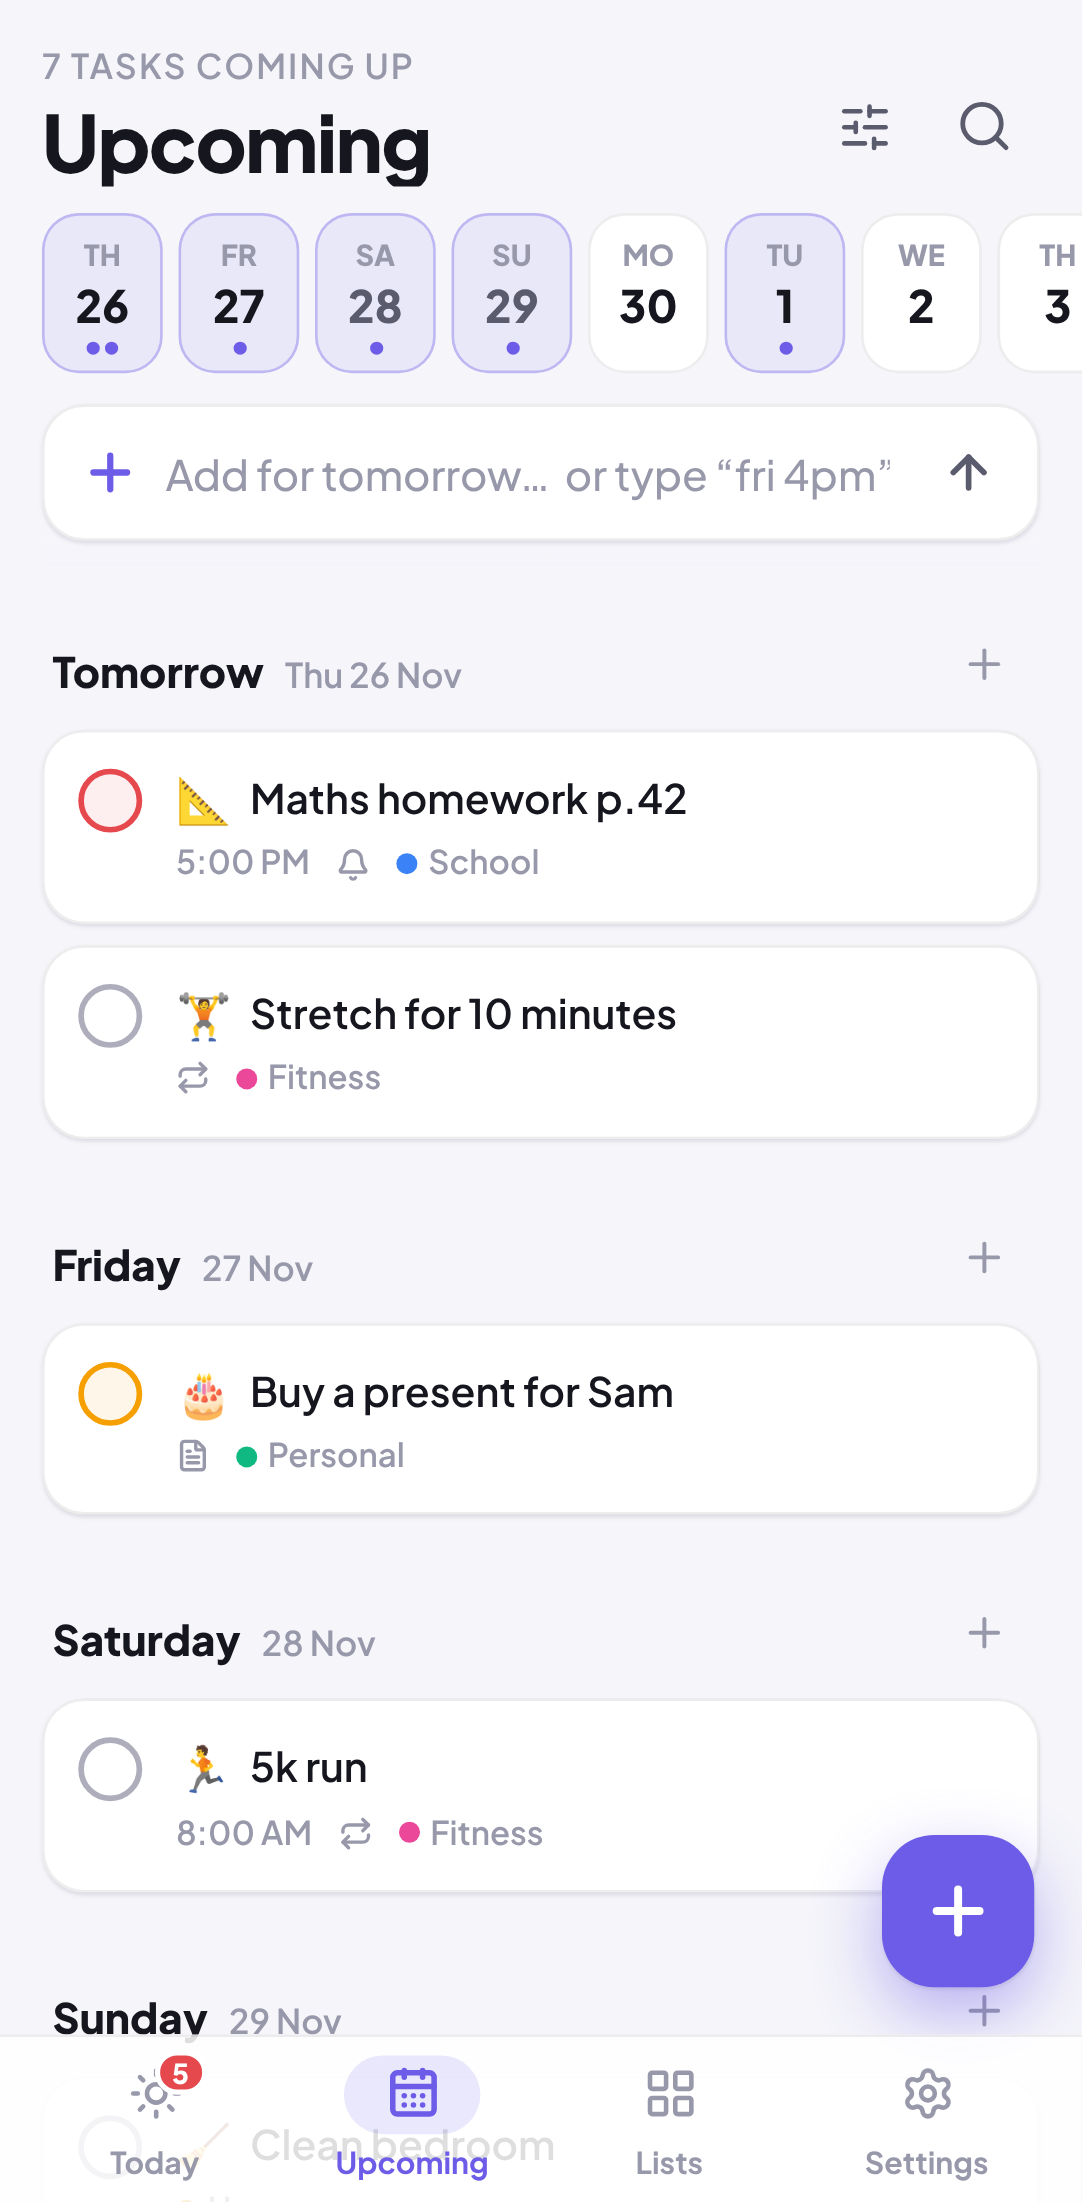 7 TASKS COMING UP
Upcoming
TH FR SA SU MO TU WE TH
26 27 28 29 30 1 2 3
Add for tomorrow… or type “fri 4pm”
Tomorrow Thu 26 Nov
Maths homework p.42
5:00 PM School
Stretch for 10 minutes
Fitness
Friday 27 Nov
Buy a present for Sam
Personal
Saturday 28 Nov
5k run
8:00 AM Fitness
Sunday 29 Nov
5
Clean bedroom
Today Upcoming Lists Settings